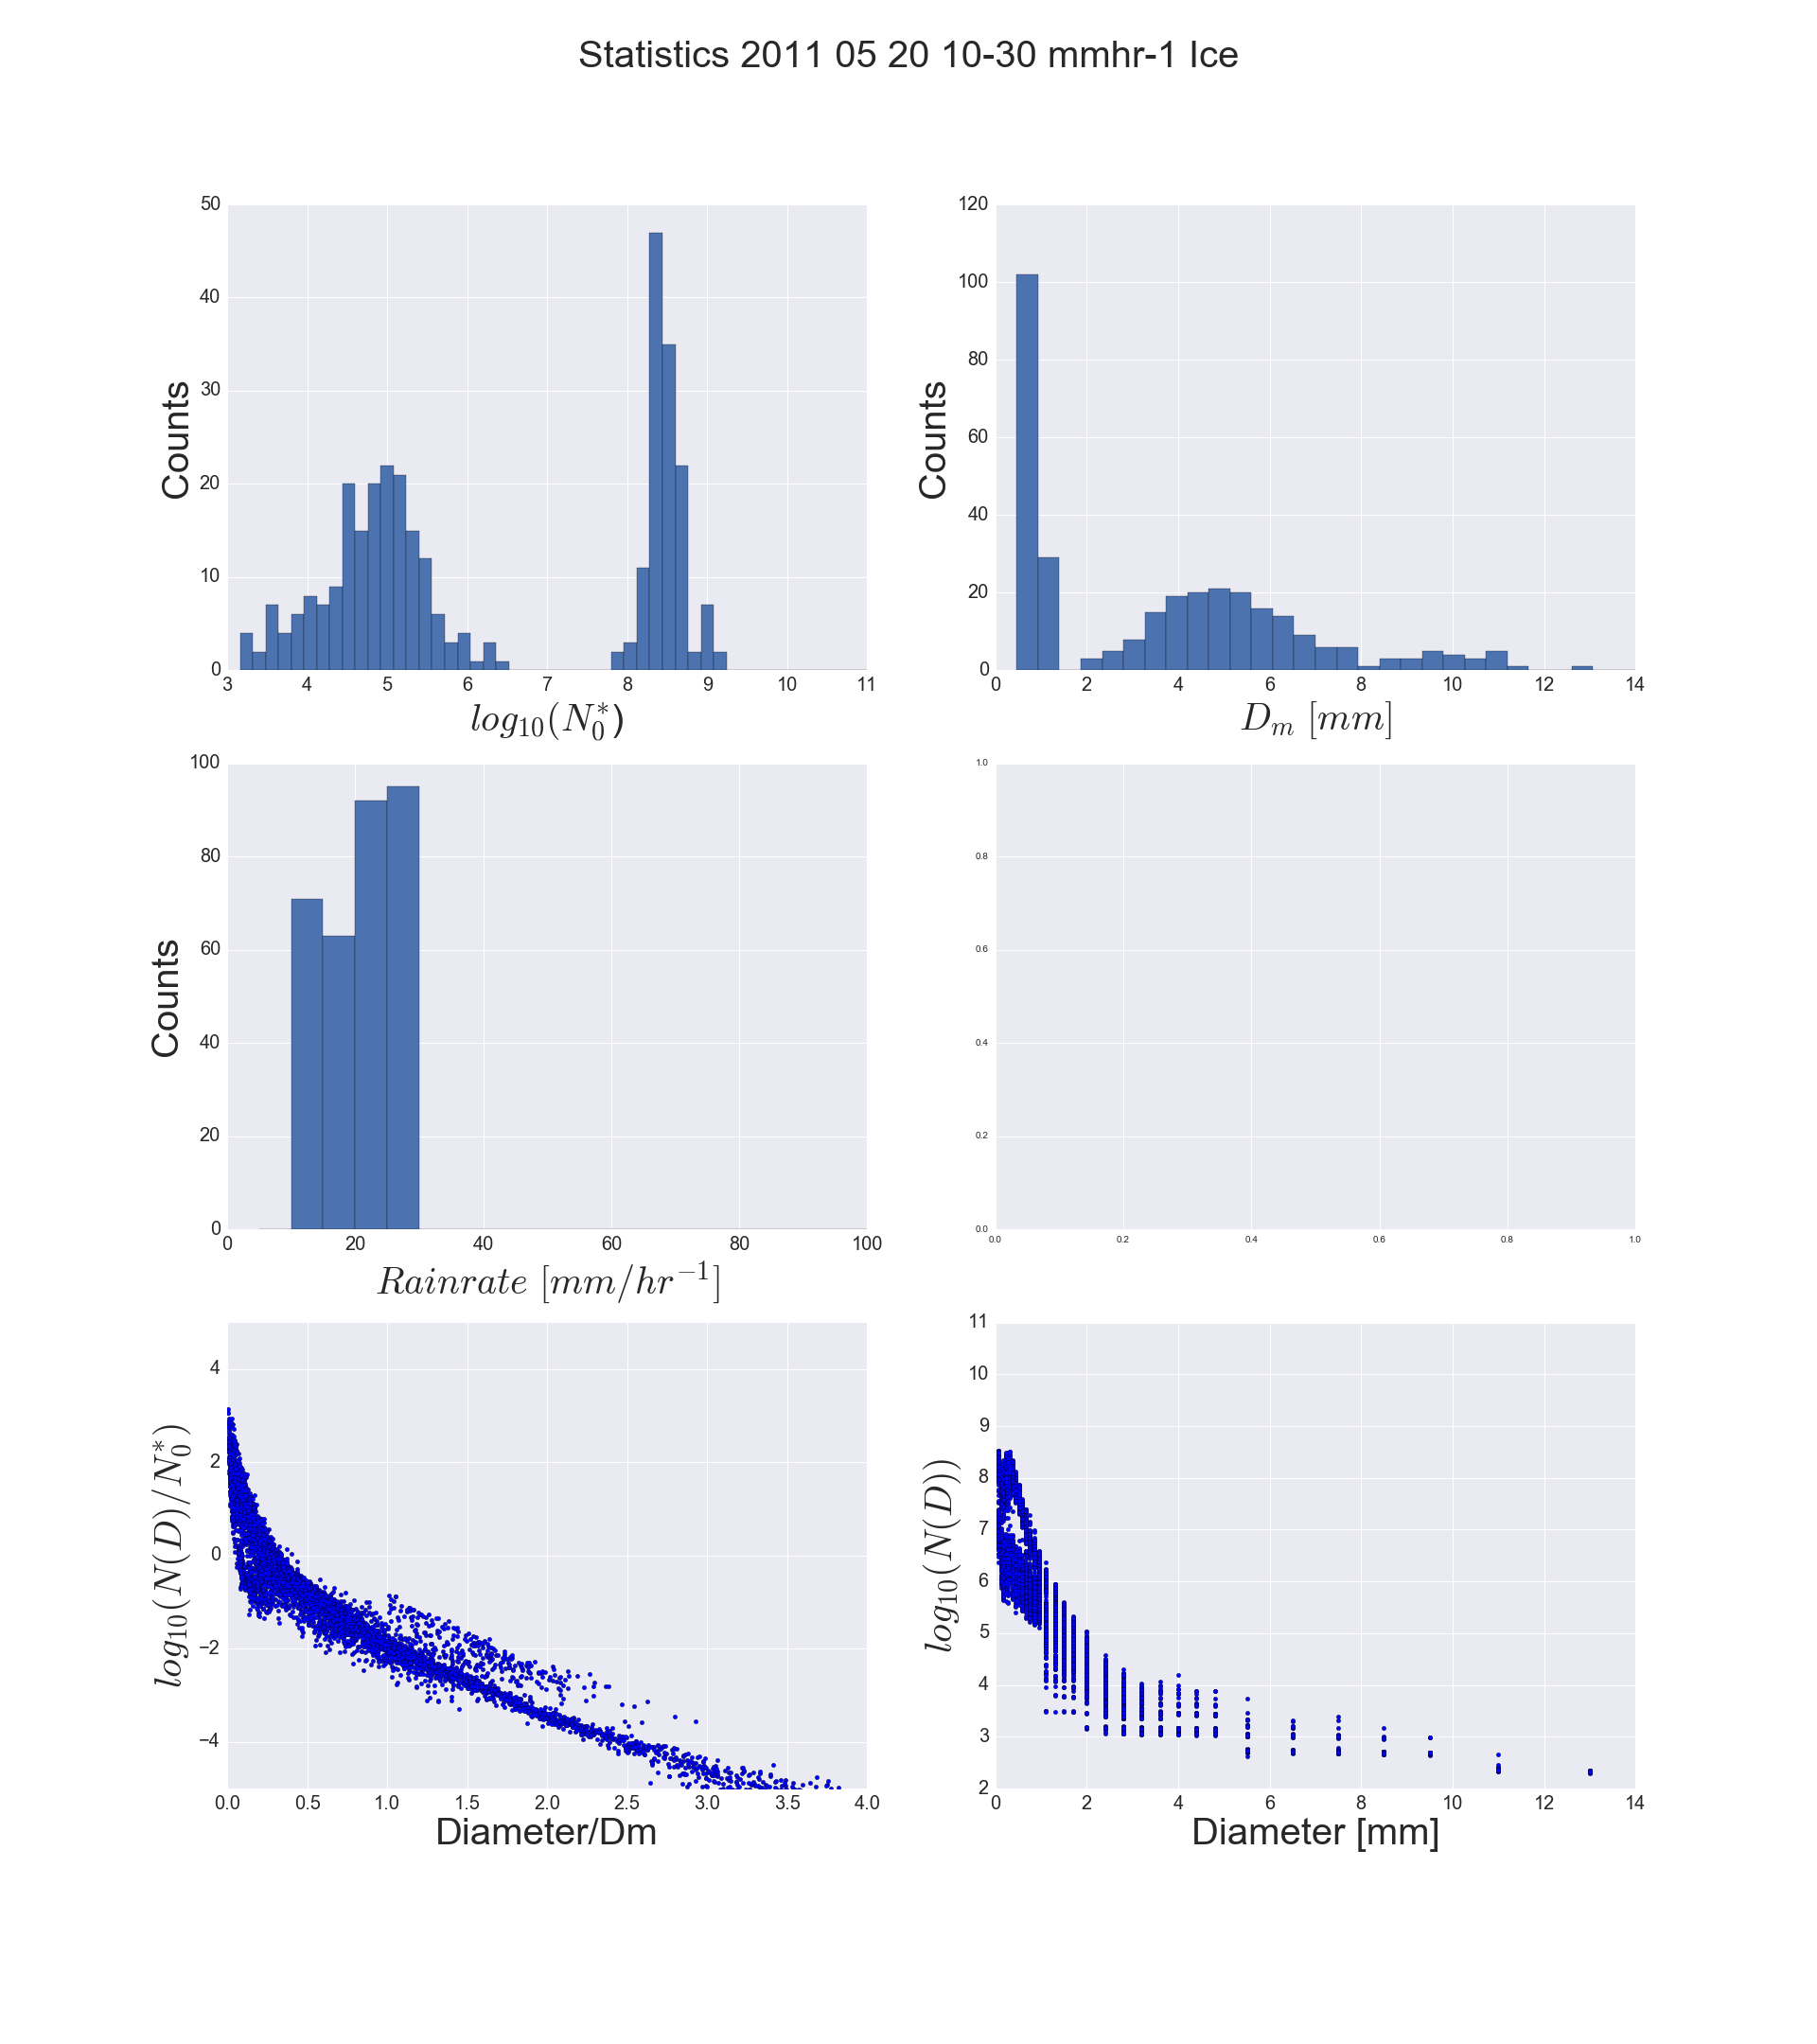 Statistics 2011 05 20 10-30 mmhr-1 Ice
50
40
30
20
10
0
Counts
3 4 5 6 7 8 9 10 11
log10(N0*)
120
100
80
60
40
20
0
Counts
0 2 4 6 8 10 12 14
Dm [mm]
100
80
60
40
20
0
Counts
0 20 40 60 80 100
Rainrate [mm/hr−1]
1.0
0.8
0.6
0.4
0.2
0.0
0.0 0.2 0.4 0.6 0.8 1.0
4
2
0
−2
−4
log10(N(D)/N0*)
0.0 0.5 1.0 1.5 2.0 2.5 3.0 3.5 4.0
Diameter/Dm
11
10
9
8
7
6
5
4
3
2
log10(N(D))
0 2 4 6 8 10 12 14
Diameter [mm]